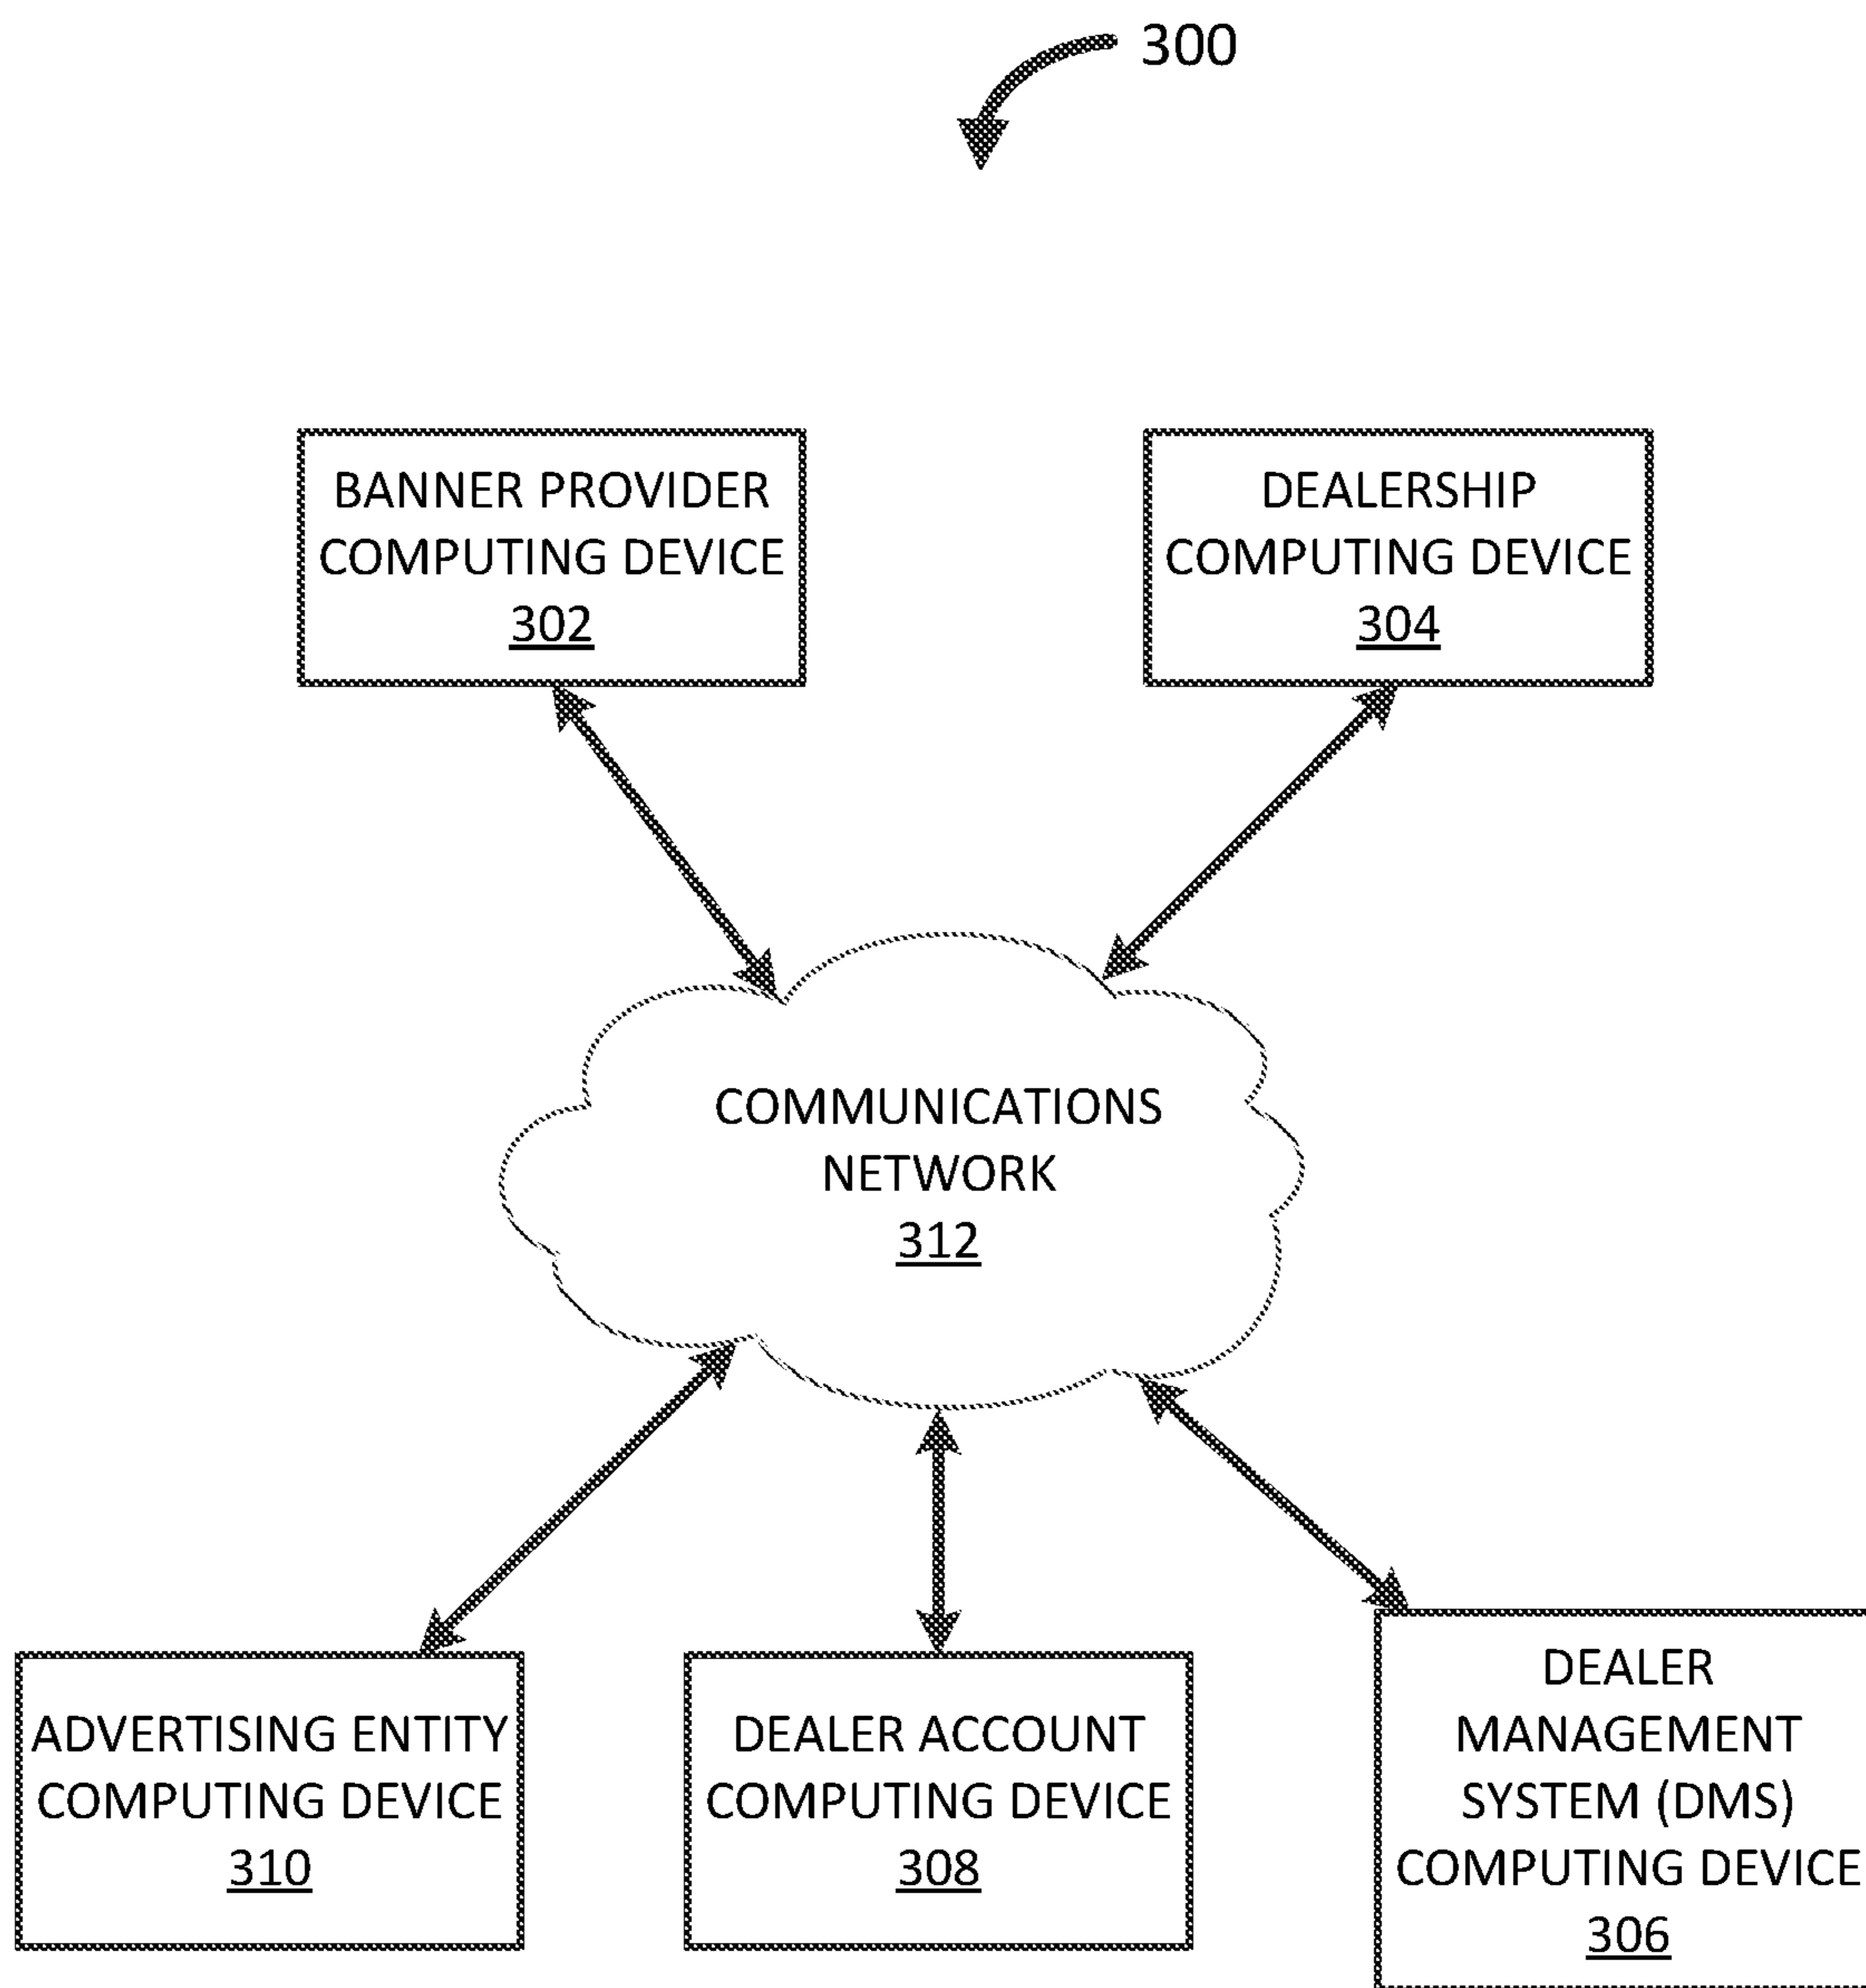 300
BANNER PROVIDER
COMPUTING DEVICE
302
DEALERSHIP
COMPUTING DEVICE
304
COMMUNICATIONS
NETWORK
312
ADVERTISING ENTITY
COMPUTING DEVICE
310
DEALER ACCOUNT
COMPUTING DEVICE
308
DEALER
MANAGEMENT
SYSTEM (DMS)
COMPUTING DEVICE
306